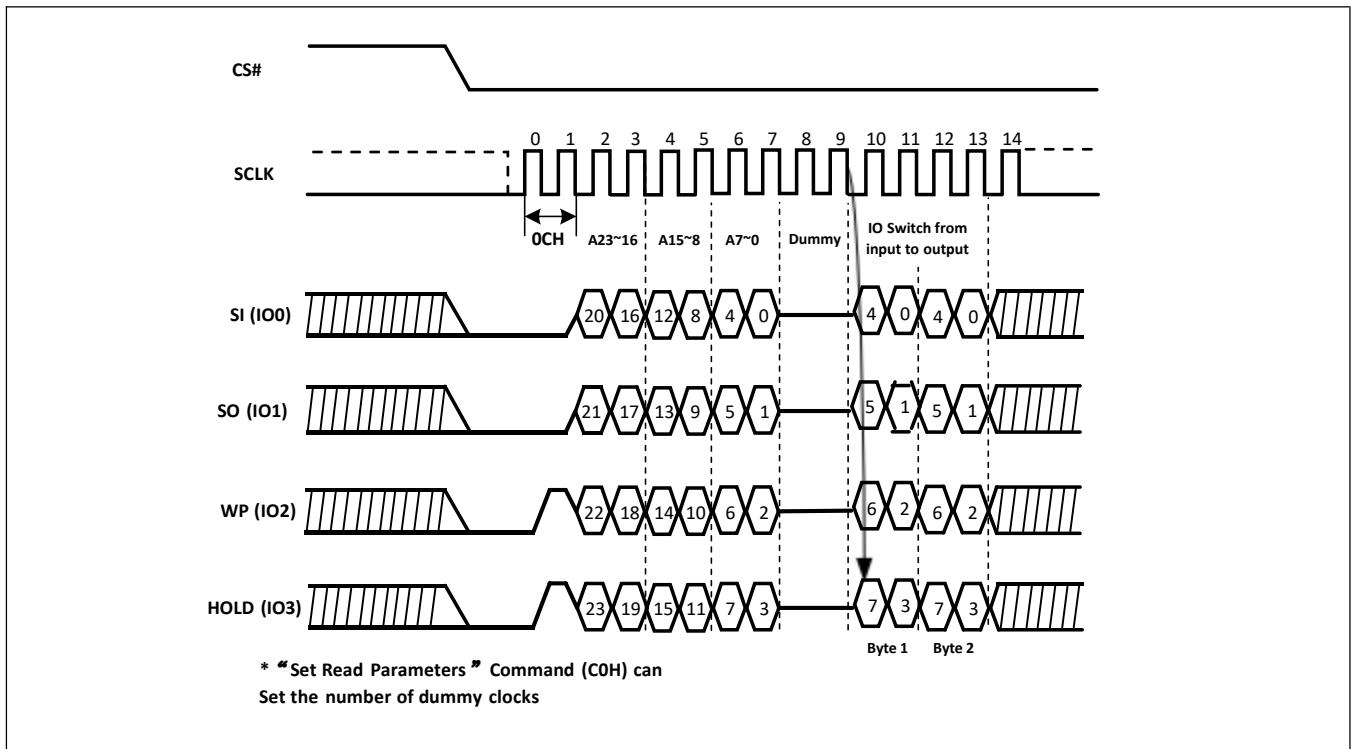 CS#
0 1 2 3 4 5 6 7 8 9 10 11 12 13 14
SCLK
0CH A23~16 A15~8 A7~0 Dummy IO Switch from
input to output
SI (IO0) 20 16 12 8 4 0 4 0 4 0
SO (IO1) 21 17 13 9 5 1 5 1 5 1
WP (IO2) 22 18 14 10 6 2 6 2 6 2
HOLD (IO3) 23 19 15 11 7 3 7 3 7 3
Byte 1 Byte 2
* “Set Read Parameters” Command (C0H) can
Set the number of dummy clocks